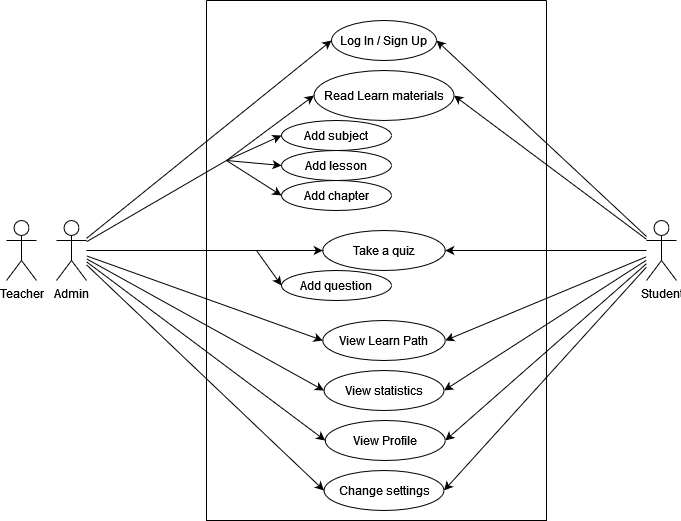 Log In / Sign Up
Read Learn materials
Add subject
Add lesson
Add chapter
Take a quiz
Teacher
Admin
Student
Add question
View Learn Path
View statistics
View Profile
Change settings